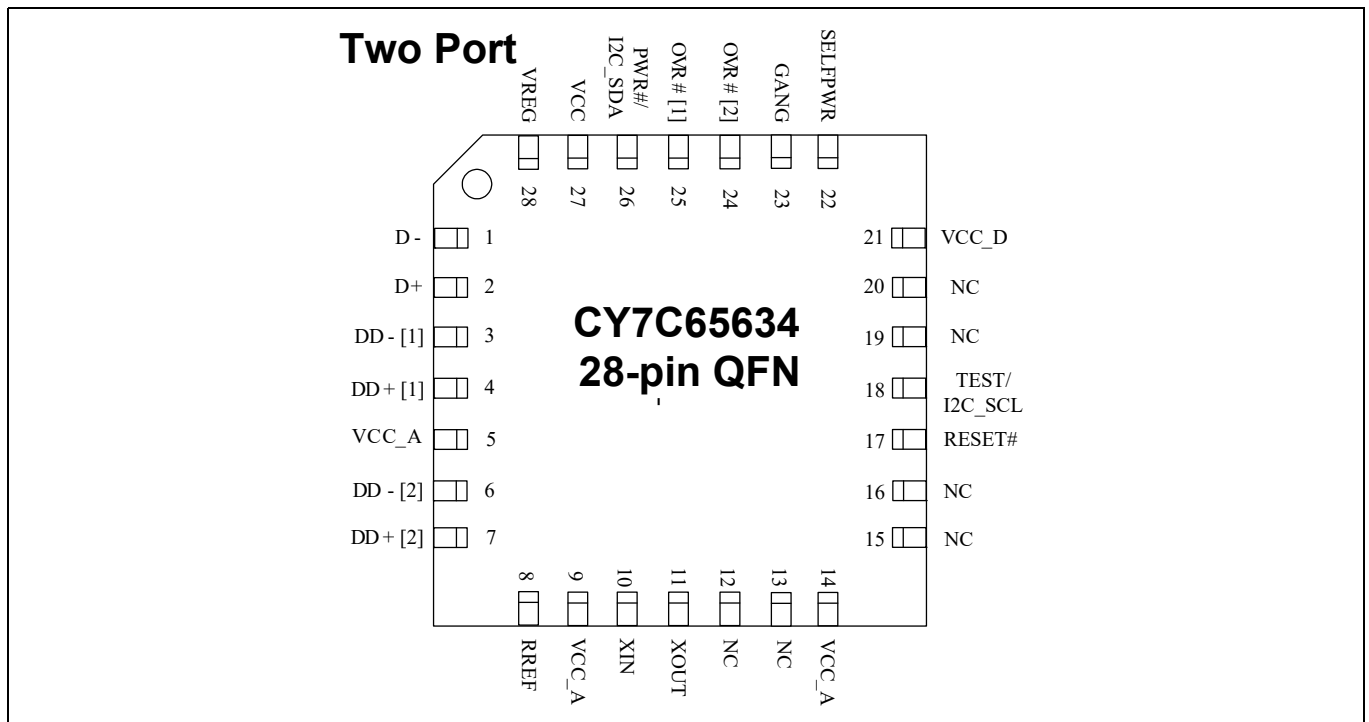 Two Port
VREG
VCC
PWR#/
I2C_SDA
OVR# [1]
OVR# [2]
GANG
SELFPWR
28
27
26
25
24
23
22
D - 1
D+ 2
DD - [1] 3
DD + [1] 4
VCC_A 5
DD - [2] 6
DD + [2] 7
CY7C65634
28-pin QFN
21 VCC_D
20 NC
19 NC
18 TEST/
I2C_SCL
17 RESET#
16 NC
15 NC
8
9
10
11
12
13
14
RREF
VCC_A
XIN
XOUT
NC
NC
VCC_A